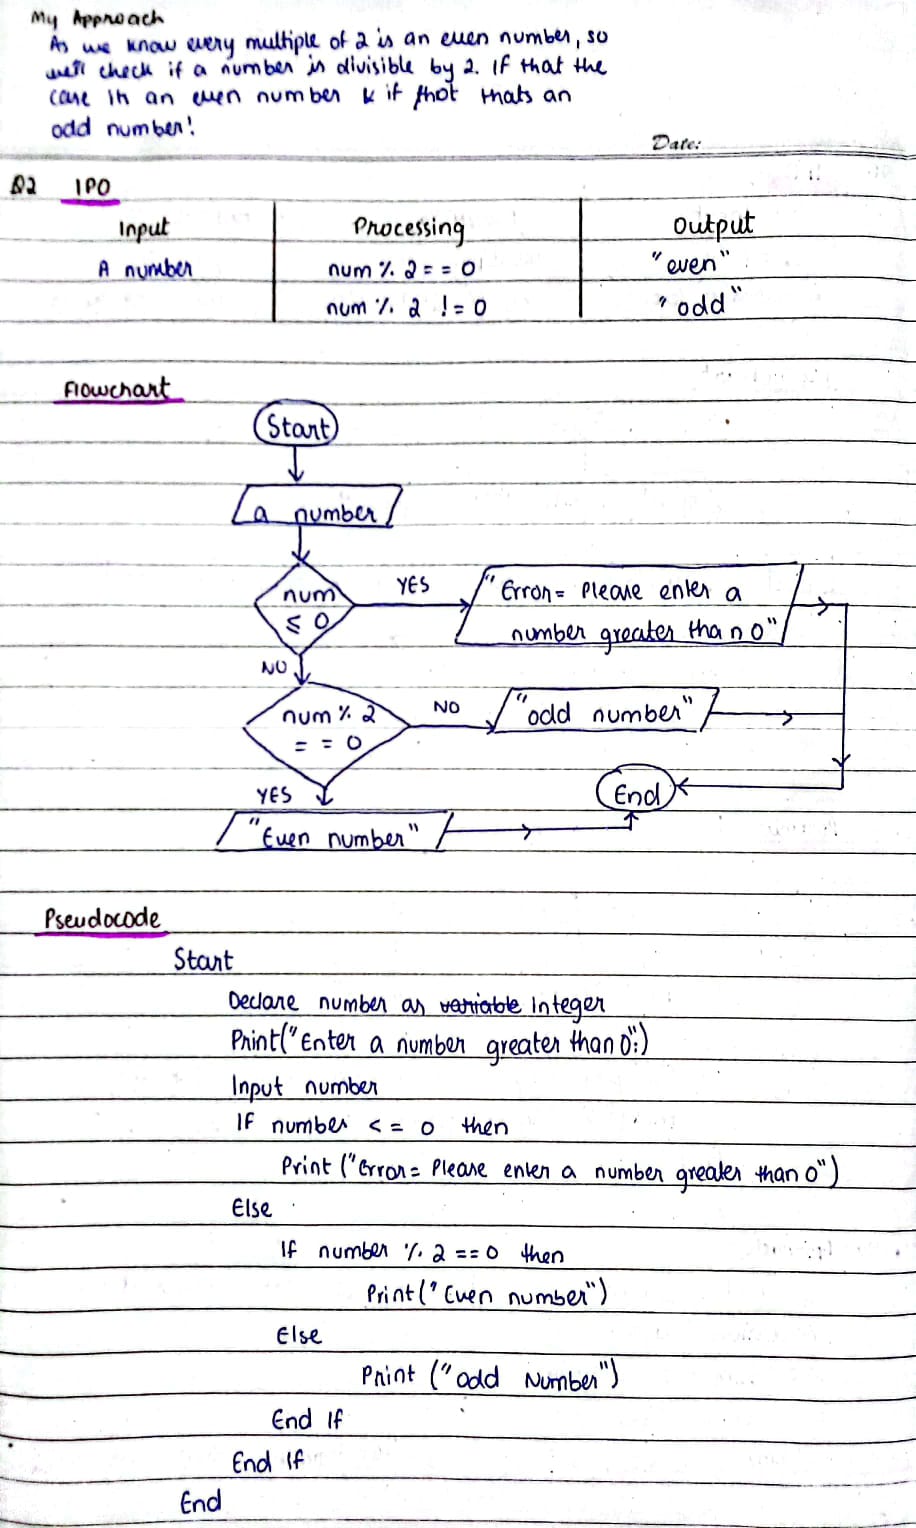 My Approach
As we know every multiple of 2 is an even number, so
we'll check if a number is divisible by 2. If that the
case its an even number & if not thats an
odd number!
Date:
Q2 IPO
Input Processing Output
A number num % 2 = = 0 "even"
num % 2 != 0 "odd"
Flowchart
Start
a number
num
≤ 0
YES
"Error= Please enter a
number greater than 0"
NO
num % 2
= = 0
NO
"odd number"
YES
End
"Even number"
Pseudocode
Start
Declare number as variable Integer
Print("Enter a number greater than 0":)
Input number
If number <= 0 then
Print ("Error= Please enter a number greater than 0")
Else
If number % 2 == 0 then
Print("Even number")
Else
Print ("odd Number")
End If
End If
End